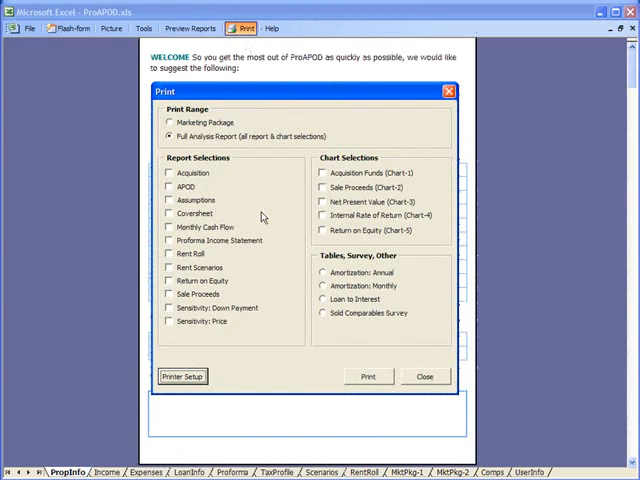 Microsoft Excel - ProAPOD.xls
File Flash-form Picture Tools Preview Reports Print Help
WELCOME So you get the most out of ProAPOD as quickly as possible, we would like
to suggest the following:
Print
Print Range
Marketing Package
Full Analysis Report (all report & chart selections)
Report Selections
Acquisition
APOD
Assumptions
Coversheet
Monthly Cash Flow
Proforma Income Statement
Rent Roll
Rent Scenarios
Return on Equity
Sale Proceeds
Sensitivity: Down Payment
Sensitivity: Price
Chart Selections
Acquisition Funds (Chart-1)
Sale Proceeds (Chart-2)
Net Present Value (Chart-3)
Internal Rate of Return (Chart-4)
Return on Equity (Chart-5)
Tables, Survey, Other
Amortization: Annual
Amortization: Monthly
Loan to Interest
Sold Comparables Survey
Printer Setup Print Close
PropInfo Income Expenses LoanInfo Proforma TaxProfile Scenarios RentRoll MktPkg-1 MktPkg-2 Comps UserInfo